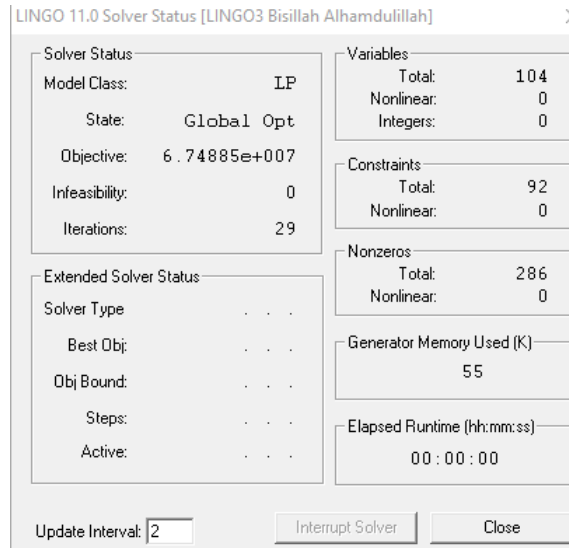 LINGO 11.0 Solver Status [LINGO3 Bisillah Alhamdulillah]
Solver Status
Model Class: LP
State: Global Opt
Objective: 6.74885e+007
Infeasibility: 0
Iterations: 29
Extended Solver Status
Solver Type . . .
Best Obj: . . .
Obj Bound: . . .
Steps: . . .
Active: . . .
Variables
Total: 104
Nonlinear: 0
Integers: 0
Constraints
Total: 92
Nonlinear: 0
Nonzeros
Total: 286
Nonlinear: 0
Generator Memory Used (K)
55
Elapsed Runtime (hh:mm:ss)
00:00:00
Update Interval: 2
Interrupt Solver
Close